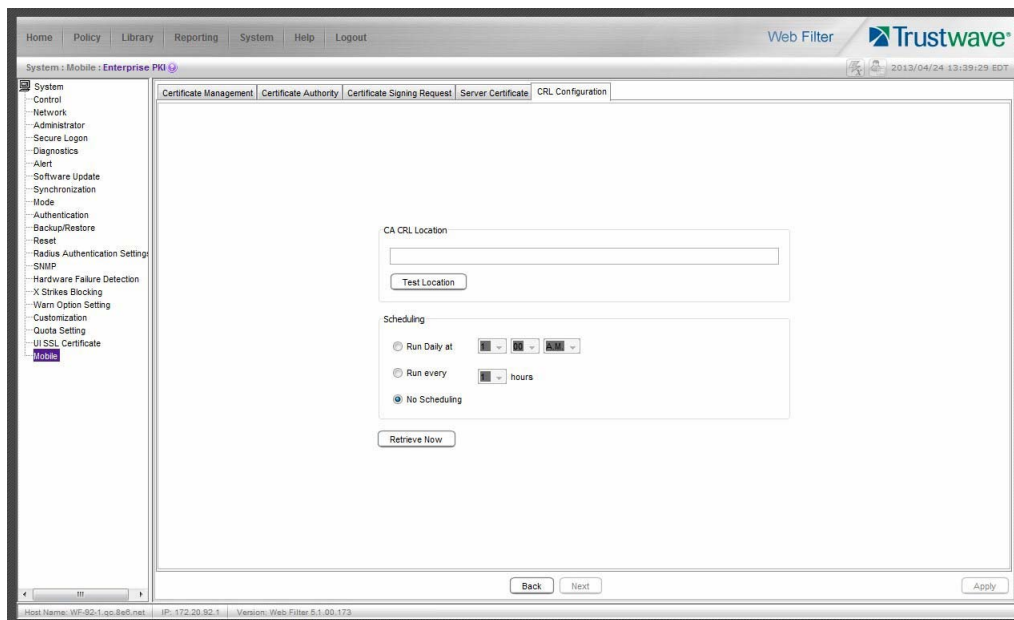 Home Policy Library Reporting System Help Logout
Web Filter
Trustwave®
System : Mobile : Enterprise PKI
2013/04/24 13:39:29 EDT
System
Control
Network
Administrator
Secure Logon
Diagnostics
Alert
Software Update
Synchronization
Mode
Authentication
Backup/Restore
Reset
Radius Authentication Settings
SNMP
Hardware Failure Detection
X Strikes Blocking
Warn Option Setting
Customization
Quota Setting
UI SSL Certificate
Mobile
Certificate Management Certificate Authority Certificate Signing Request Server Certificate CRL Configuration
CA CRL Location
Test Location
Scheduling
Run Daily at 1 00 A.M.
Run every 1 hours
No Scheduling
Retrieve Now
Back Next
Apply
Host Name: WF-92-1.qc.8e6.net IP: 172.20.92.1 Version: Web Filter 5.1.00.173